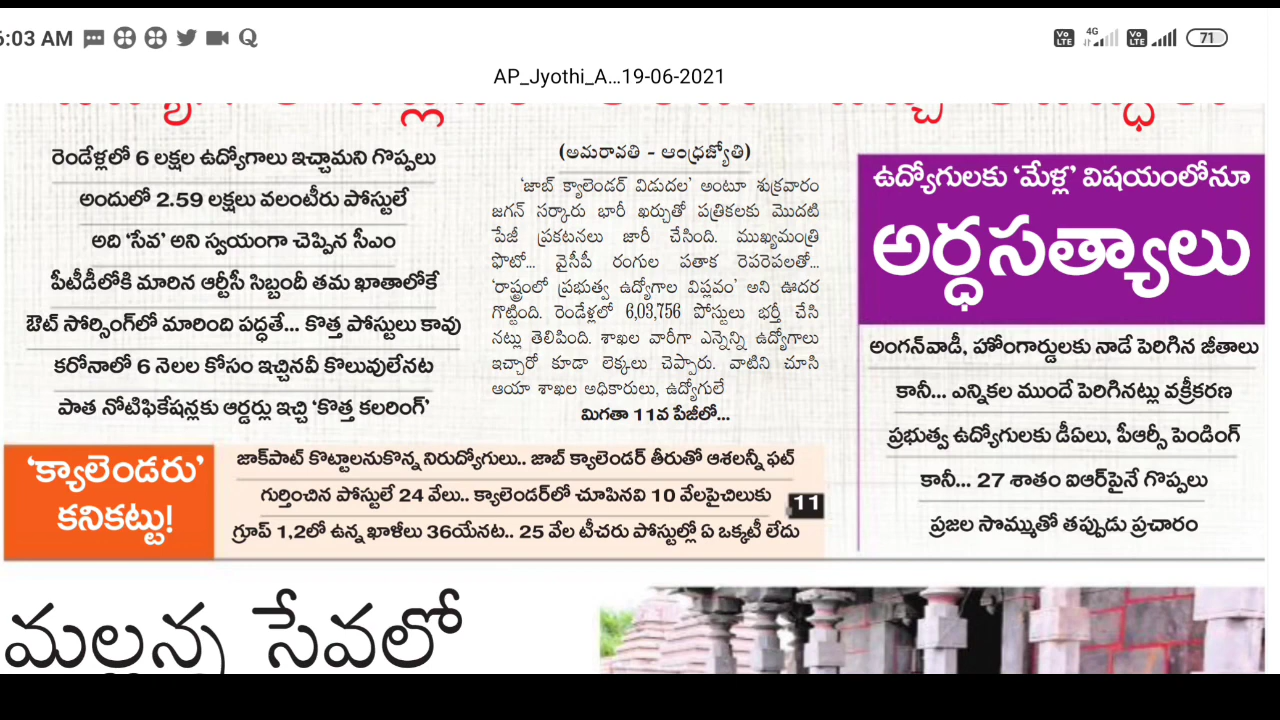 6:03 AM
Vo LTE 4G Vo LTE 71
AP_Jyothi_A...19-06-2021
రెండేళ్లలో 6 లక్షల ఉద్యోగాలు ఇచ్చామని గొప్పలు
అందులో 2.59 లక్షలు వలంటీరు పోస్టులే
అది ‘సేవ’ అని స్వయంగా చెప్పిన సీఎం
పీటీడీలోకి మారిన ఆర్టీసీ సిబ్బందీ తమ ఖాతాలోకే
ఔట్ సోర్సింగ్‌లో మారింది పద్ధతే... కొత్త పోస్టులు కావు
కరోనాలో 6 నెలల కోసం ఇచ్చినవీ కొలువులేనట
పాత నోటిఫికేషన్లకు ఆర్డర్లు ఇచ్చి ‘కొత్త కలరింగ్’
(అమరావతి - ఆంధ్రజ్యోతి)
‘జాబ్ క్యాలెండర్ విడుదల’ అంటూ శుక్రవారం
జగన్ సర్కారు భారీ ఖర్చుతో పత్రికలకు మొదటి
పేజీ ప్రకటనలు జారీ చేసింది. ముఖ్యమంత్రి
ఫొటో... వైసీపీ రంగుల పతాక రెపరెపలతో...
‘రాష్ట్రంలో ప్రభుత్వ ఉద్యోగాల విప్లవం’ అని ఊదర
గొట్టింది. రెండేళ్లలో 6,03,756 పోస్టులు భర్తీ చేసి
నట్లు తెలిపింది. శాఖల వారీగా ఎన్నెన్ని ఉద్యోగాలు
ఇచ్చారో కూడా లెక్కలు చెప్పారు. వాటిని చూసి
ఆయా శాఖల అధికారులు, ఉద్యోగులే
మిగతా 11వ పేజీలో...
ఉద్యోగులకు ‘మేళ్ల’ విషయంలోనూ
అర్ధసత్యాలు
అంగన్‌వాడీ, హోంగార్డులకు నాడే పెరిగిన జీతాలు
కానీ... ఎన్నికల ముందే పెరిగినట్లు వక్రీకరణ
ప్రభుత్వ ఉద్యోగులకు డీఏలు, పీఆర్సీ పెండింగ్
కానీ... 27 శాతం ఐఆర్‌పైనే గొప్పలు
ప్రజల సొమ్ముతో తప్పుడు ప్రచారం
‘క్యాలెండరు’
కనికట్టు!
జాక్‌పాట్ కొట్టాలనుకొన్న నిరుద్యోగులు.. జాబ్ క్యాలెండర్ తీరుతో ఆశలన్నీ ఫట్
గుర్తించిన పోస్టులే 24 వేలు.. క్యాలెండర్‌లో చూపినవి 10 వేలపైచిలుకు
11
గ్రూప్ 1,2లో ఉన్న ఖాళీలు 36యేనట.. 25 వేల టీచరు పోస్టుల్లో ఏ ఒక్కటీ లేదు
మల్లన్న సేవలో